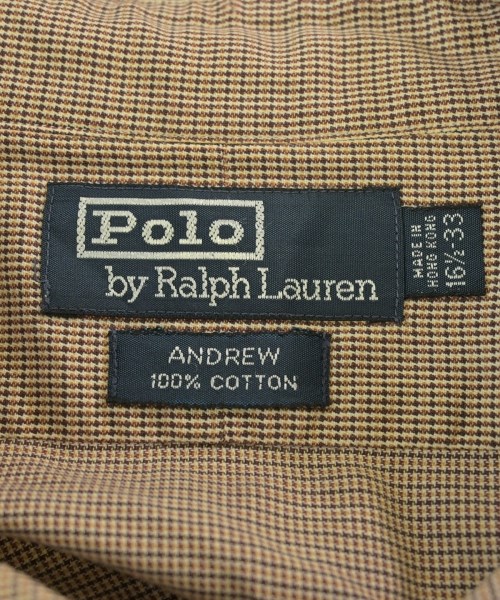 Polo
by Ralph Lauren
MADE IN
HONG KONG
16½-33
ANDREW
100% COTTON